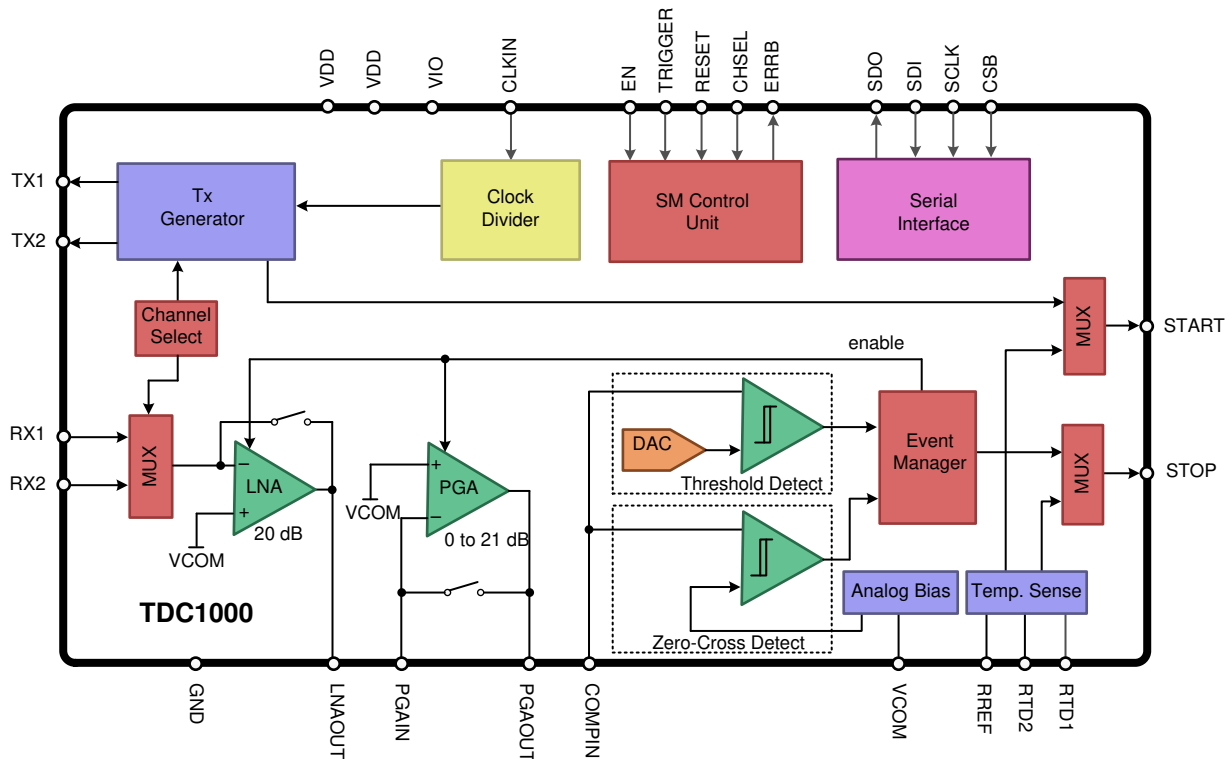 VDD
VDD
VIO
CLKIN
EN
TRIGGER
RESET
CHSEL
ERRB
SDO
SDI
SCLK
CSB
TX1
TX2
Tx
Generator
Clock
Divider
SM Control
Unit
Serial
Interface
Channel
Select
MUX
START
enable
RX1
RX2
MUX
−
LNA
+
20 dB
VCOM
+
PGA
−
VCOM
0 to 21 dB
DAC
Threshold Detect
Event
Manager
MUX
STOP
Zero-Cross Detect
Analog Bias
Temp. Sense
TDC1000
GND
LNAOUT
PGAIN
PGAOUT
COMPIN
VCOM
RREF
RTD2
RTD1